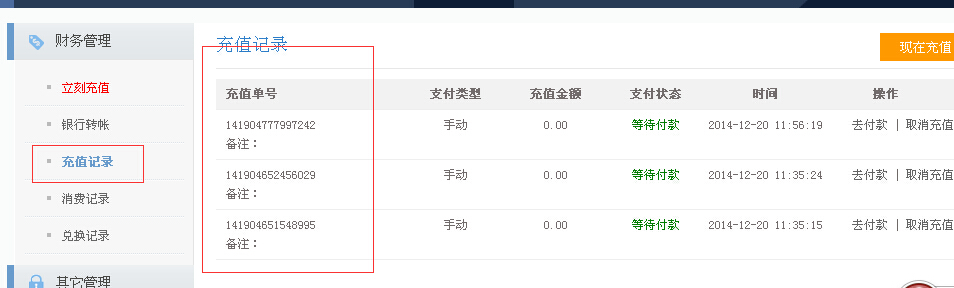 财务管理
立刻充值
银行转帐
充值记录
消费记录
兑换记录
其它管理
充值记录
现在充值
充值单号 支付类型 充值金额 支付状态 时间 操作
141904777997242 手动 0.00 等待付款 2014-12-20 11:56:19 去付款 | 取消充值
备注：
141904652456029 手动 0.00 等待付款 2014-12-20 11:35:24 去付款 | 取消充值
备注：
141904651548995 手动 0.00 等待付款 2014-12-20 11:35:15 去付款 | 取消充值
备注：